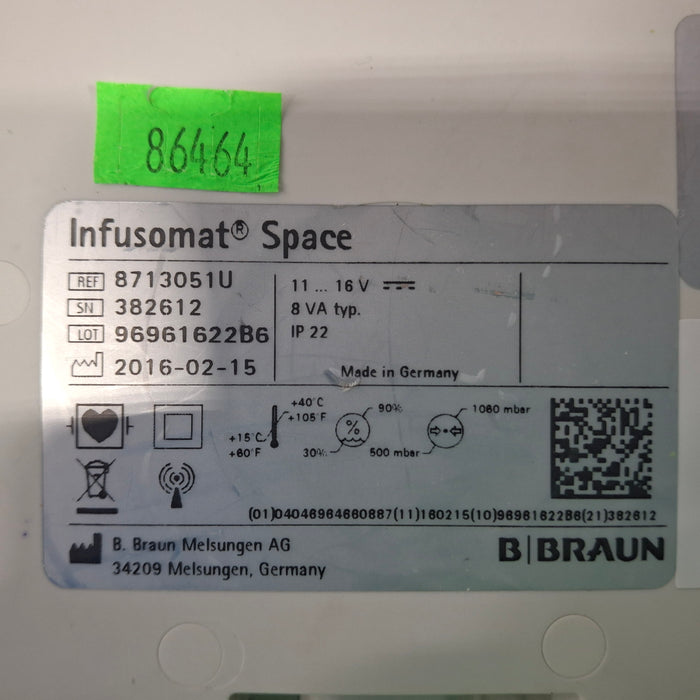 86464
Infusomat® Space
REF 8713051U
SN 382612
LOT 96961622B6
2016-02-15
11 ... 16 V
8 VA typ.
IP 22
Made in Germany
+40°C
+105°F
+15°C
+60°F
%
90%
30%
1060 mbar
500 mbar
(01)04046964660887(11)160215(10)96961622B6(21)382612
B. Braun Melsungen AG
34209 Melsungen, Germany
B|BRAUN